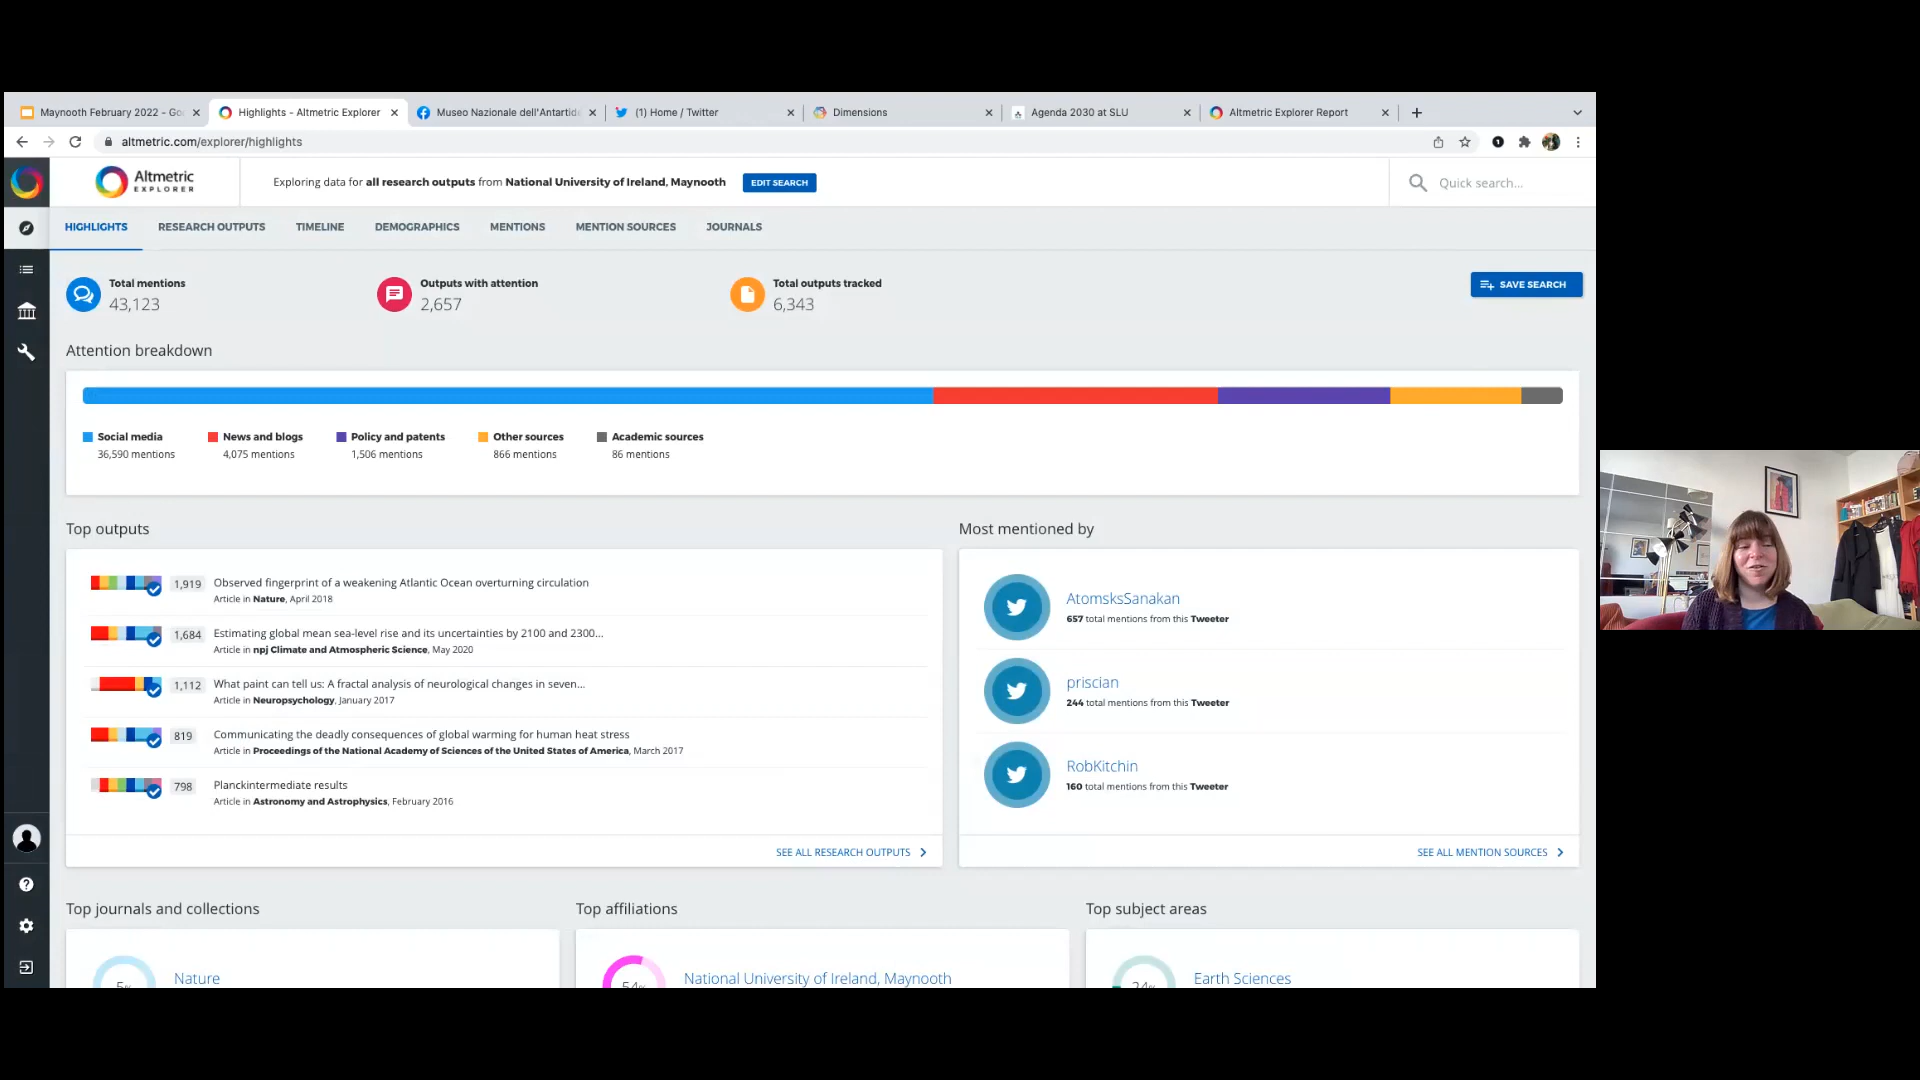 Maynooth February 2022 - Go
Highlights - Altmetric Explorer
Museo Nazionale dell'Antartide
(1) Home / Twitter
Dimensions
Agenda 2030 at SLU
Altmetric Explorer Report
altmetric.com/explorer/highlights
Altmetric
EXPLORER
Exploring data for all research outputs from National University of Ireland, Maynooth
EDIT SEARCH
Quick search...
HIGHLIGHTS
RESEARCH OUTPUTS
TIMELINE
DEMOGRAPHICS
MENTIONS
MENTION SOURCES
JOURNALS
Total mentions
43,123
Outputs with attention
2,657
Total outputs tracked
6,343
SAVE SEARCH
Attention breakdown
Social media
36,590 mentions
News and blogs
4,075 mentions
Policy and patents
1,506 mentions
Other sources
866 mentions
Academic sources
86 mentions
Top outputs
1,919
Observed fingerprint of a weakening Atlantic Ocean overturning circulation
Article in Nature, April 2018
1,684
Estimating global mean sea-level rise and its uncertainties by 2100 and 2300...
Article in npj Climate and Atmospheric Science, May 2020
1,112
What paint can tell us: A fractal analysis of neurological changes in seven...
Article in Neuropsychology, January 2017
819
Communicating the deadly consequences of global warming for human heat stress
Article in Proceedings of the National Academy of Sciences of the United States of America, March 2017
798
Planckintermediate results
Article in Astronomy and Astrophysics, February 2016
SEE ALL RESEARCH OUTPUTS
Most mentioned by
AtomsksSanakan
657 total mentions from this Tweeter
priscian
244 total mentions from this Tweeter
RobKitchin
160 total mentions from this Tweeter
SEE ALL MENTION SOURCES
Top journals and collections
5%
Nature
Top affiliations
54%
National University of Ireland, Maynooth
Top subject areas
24%
Earth Sciences